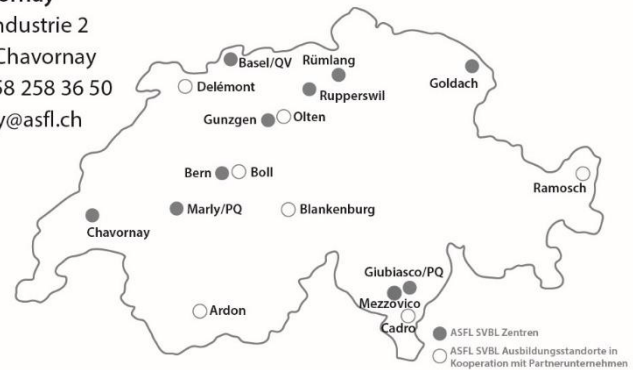 ndustrie 2
Chavornay
58 258 36 50
y@asfl.ch
Basel/QV
Rümlang
Delémont
Rupperswil
Goldach
Gunzgen
Olten
Bern
Boll
Ramosch
Marly/PQ
Blankenburg
Chavornay
Giubiasco/PQ
Mezzovico
Ardon
Cadro
ASFL SVBL Zentren
ASFL SVBL Ausbildungsstandorte in
Kooperation mit Partnerunternehmen